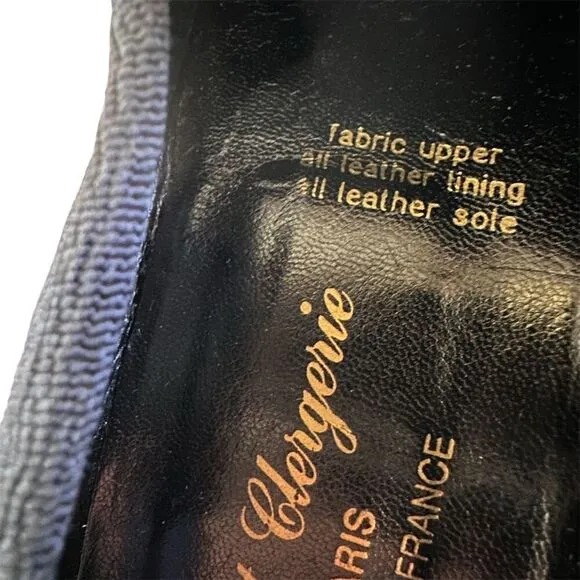 fabric upper
all leather lining
all leather sole
t Clergerie
ARIS
FRANCE